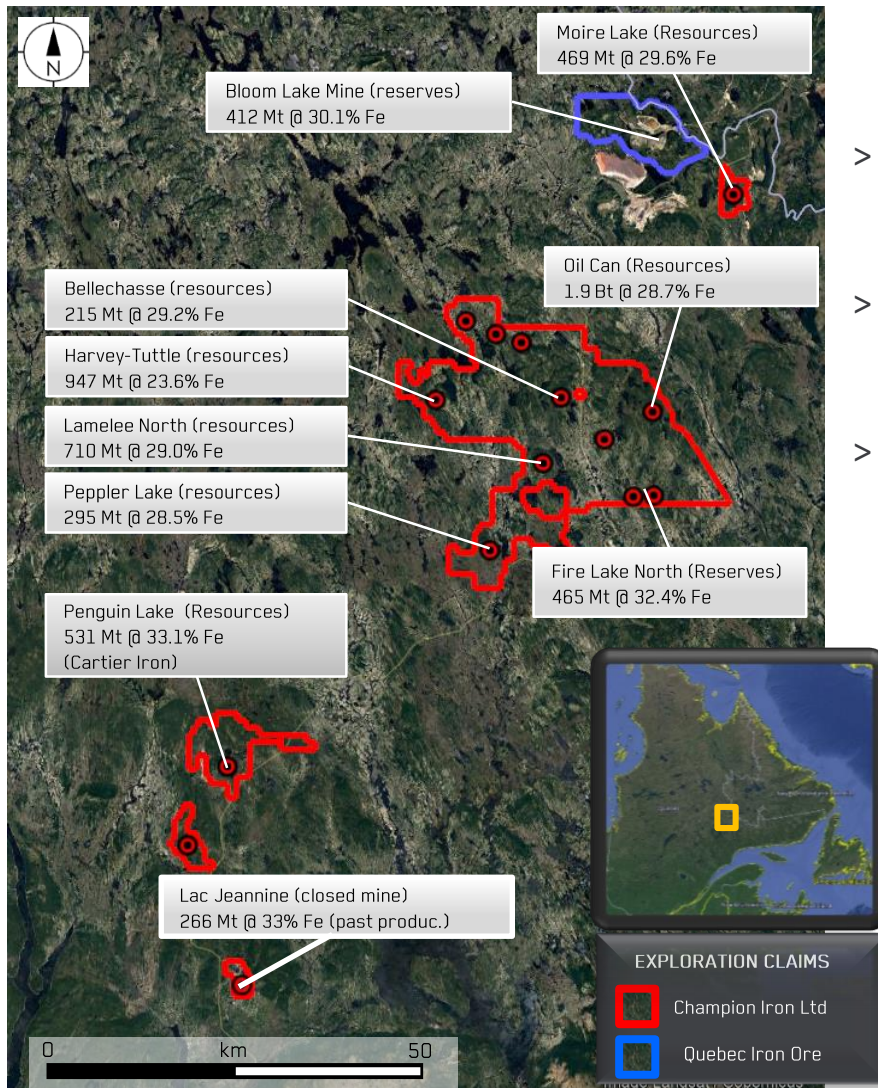 N
Moire Lake (Resources)
469 Mt @ 29.6% Fe
Bloom Lake Mine (reserves)
412 Mt @ 30.1% Fe
>
Oil Can (Resources)
1.9 Bt @ 28.7% Fe
>
Bellechasse (resources)
215 Mt @ 29.2% Fe
Harvey-Tuttle (resources)
947 Mt @ 23.6% Fe
Lamelee North (resources)
710 Mt @ 29.0% Fe
>
Peppler Lake (resources)
295 Mt @ 28.5% Fe
Fire Lake North (Reserves)
465 Mt @ 32.4% Fe
Penguin Lake (Resources)
531 Mt @ 33.1% Fe
(Cartier Iron)
Lac Jeannine (closed mine)
266 Mt @ 33% Fe (past produc.)
EXPLORATION CLAIMS
Champion Iron Ltd
Quebec Iron Ore
0 km 50